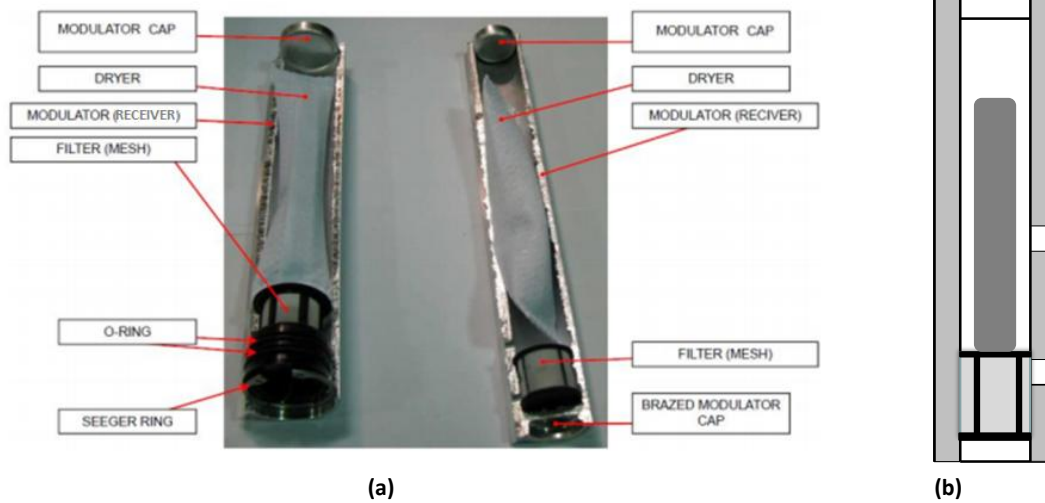 MODULATOR CAP
DRYER
MODULATOR (RECEIVER)
FILTER (MESH)
O-RING
SEEGER RING
MODULATOR CAP
DRYER
MODULATOR (RECIVER)
FILTER (MESH)
BRAZED MODULATOR
CAP
(a)
(b)